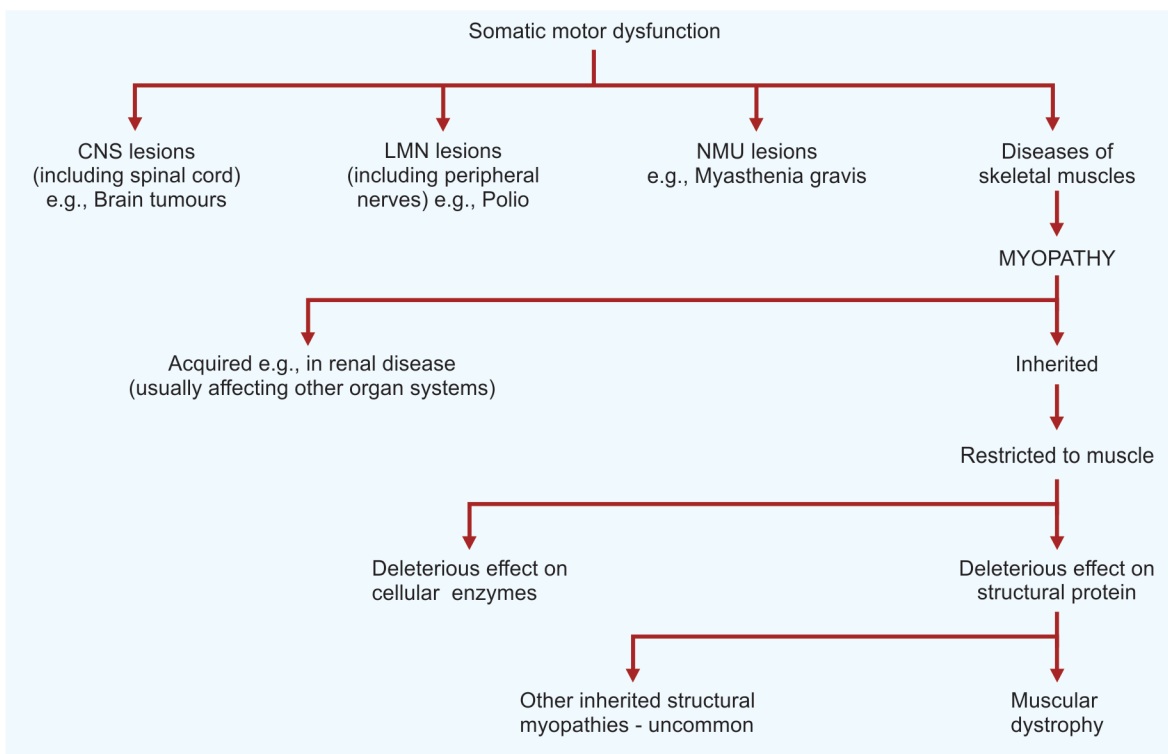 Somatic motor dysfunction
CNS lesions
(including spinal cord)
e.g., Brain tumours
LMN lesions
(including peripheral
nerves) e.g., Polio
NMU lesions
e.g., Myasthenia gravis
Diseases of
skeletal muscles
MYOPATHY
Acquired e.g., in renal disease
(usually affecting other organ systems)
Inherited
Restricted to muscle
Deleterious effect on
cellular enzymes
Deleterious effect on
structural protein
Other inherited structural
myopathies - uncommon
Muscular
dystrophy